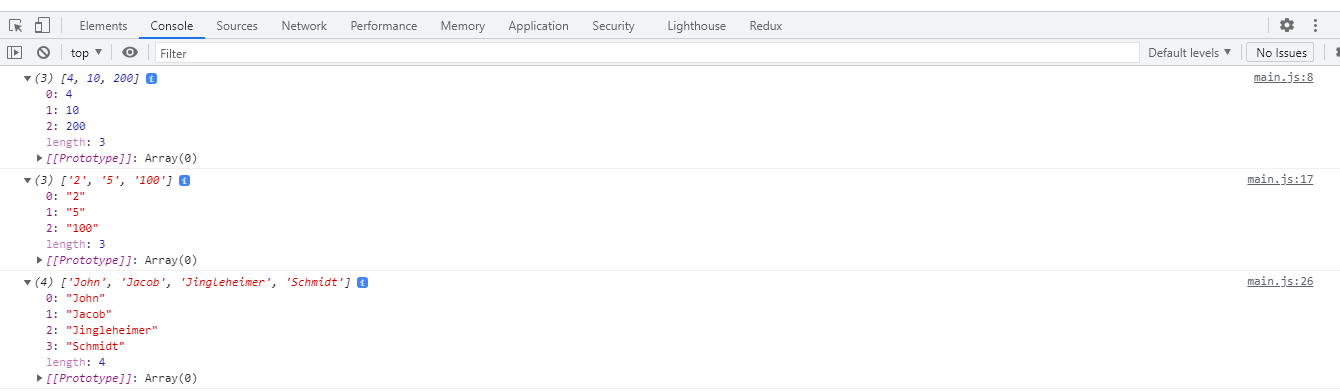 Elements Console Sources Network Performance Memory Application Security Lighthouse Redux
top Filter Default levels No Issues
(3) [4, 10, 200] i main.js:8
0: 4
1: 10
2: 200
length: 3
[[Prototype]]: Array(0)
(3) ['2', '5', '100'] i main.js:17
0: "2"
1: "5"
2: "100"
length: 3
[[Prototype]]: Array(0)
(4) ['John', 'Jacob', 'Jingleheimer', 'Schmidt'] i main.js:26
0: "John"
1: "Jacob"
2: "Jingleheimer"
3: "Schmidt"
length: 4
[[Prototype]]: Array(0)